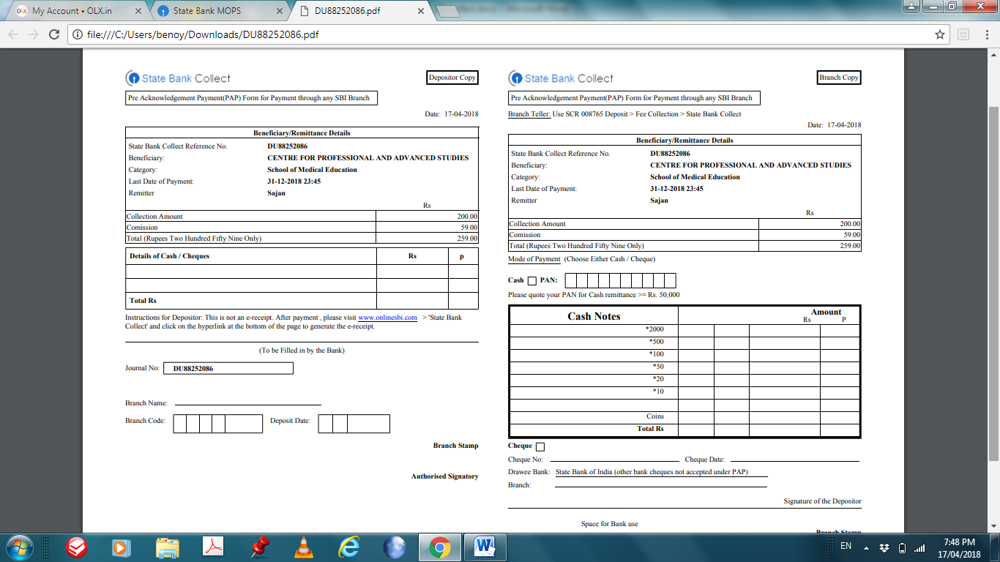 My Account • OLX.in
State Bank MOPS
DU88252086.pdf
file:///C:/Users/benoy/Downloads/DU88252086.pdf
State Bank Collect
Depositor Copy
Pre Acknowledgement Payment(PAP) Form for Payment through any SBI Branch
Date: 17-04-2018
Beneficiary/Remittance Details
State Bank Collect Reference No. DU88252086
Beneficiary: CENTRE FOR PROFESSIONAL AND ADVANCED STUDIES
Category: School of Medical Education
Last Date of Payment: 31-12-2018 23:45
Remitter Sajan
Rs
Collection Amount 200.00
Comission 59.00
Total (Rupees Two Hundred Fifty Nine Only) 259.00
Details of Cash / Cheques Rs p
Total Rs
Instructions for Depositor: This is not an e-receipt. After payment , please visit www.onlinesbi.com > 'State Bank
Collect' and click on the hyperlink at the bottom of the page to generate the e-receipt.
(To be Filled in by the Bank)
Journal No: DU88252086
Branch Name:
Branch Code: Deposit Date:
Branch Stamp
Authorised Signatory
State Bank Collect
Branch Copy
Pre Acknowledgement Payment(PAP) Form for Payment through any SBI Branch
Branch Teller: Use SCR 008765 Deposit > Fee Collection > State Bank Collect
Date: 17-04-2018
Beneficiary/Remittance Details
State Bank Collect Reference No. DU88252086
Beneficiary: CENTRE FOR PROFESSIONAL AND ADVANCED STUDIES
Category: School of Medical Education
Last Date of Payment: 31-12-2018 23:45
Remitter Sajan
Rs
Collection Amount 200.00
Comission 59.00
Total (Rupees Two Hundred Fifty Nine Only) 259.00
Mode of Payment (Choose Either Cash / Cheque)
Cash PAN:
Please quote your PAN for Cash remittance >= Rs. 50,000
Cash Notes Amount
Rs P
*2000
*500
*100
*50
*20
*10
Coins
Total Rs
Cheque
Cheque No: Cheque Date:
Drawee Bank: State Bank of India (other bank cheques not accepted under PAP)
Branch:
Signature of the Depositor
Space for Bank use
Branch Stamp
EN
7:48 PM
17/04/2018